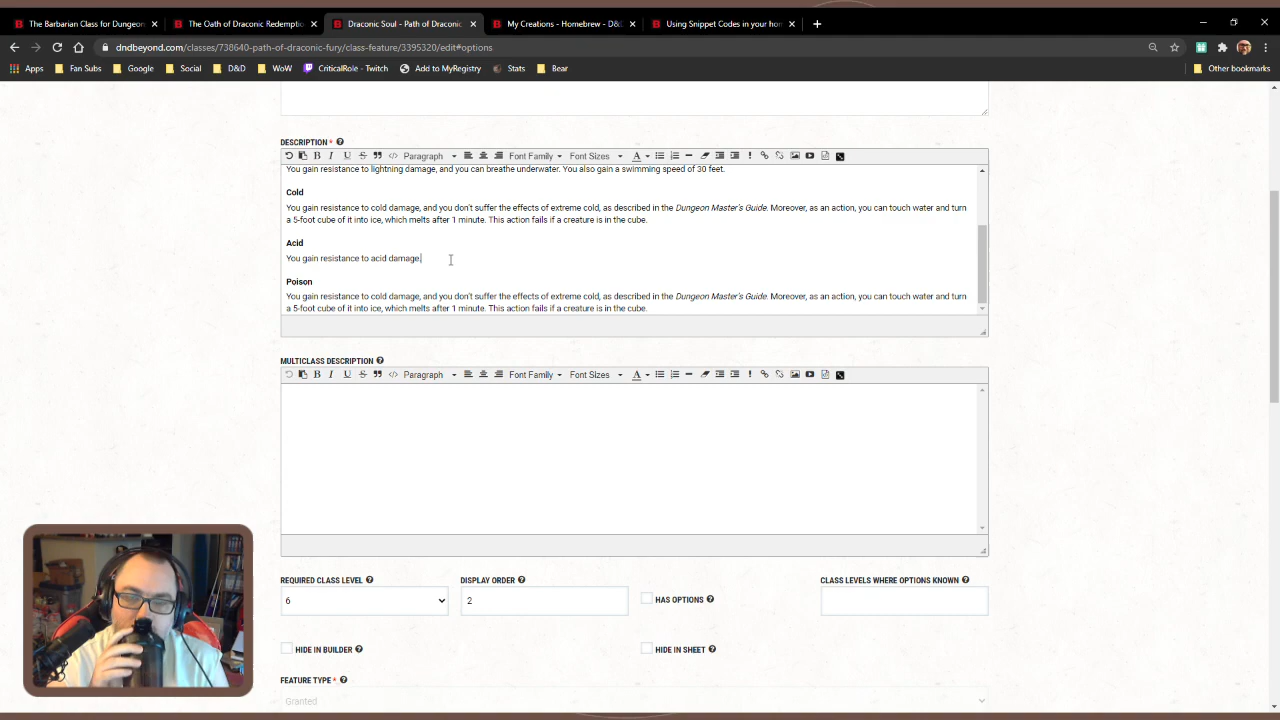 The Barbarian Class for Dungeon
The Oath of Draconic Redemptio
Draconic Soul - Path of Draconic
My Creations - Homebrew - D&D
Using Snippet Codes in your hom
dndbeyond.com/classes/738640-path-of-draconic-fury/class-feature/3395320/edit#options
Apps
Fan Subs
Google
Social
D&D
WoW
CriticalRole - Twitch
Add to MyRegistry
Stats
Bear
Other bookmarks
DESCRIPTION *
Paragraph
Font Family
Font Sizes
You gain resistance to lightning damage, and you can breathe underwater. You also gain a swimming speed of 30 feet.
Cold
You gain resistance to cold damage, and you don't suffer the effects of extreme cold, as described in the Dungeon Master's Guide. Moreover, as an action, you can touch water and turn
a 5-foot cube of it into ice, which melts after 1 minute. This action fails if a creature is in the cube.
Acid
You gain resistance to acid damage.
Poison
You gain resistance to cold damage, and you don't suffer the effects of extreme cold, as described in the Dungeon Master's Guide. Moreover, as an action, you can touch water and turn
a 5-foot cube of it into ice, which melts after 1 minute. This action fails if a creature is in the cube.
MULTICLASS DESCRIPTION
Paragraph
Font Family
Font Sizes
REQUIRED CLASS LEVEL
DISPLAY ORDER
HAS OPTIONS
CLASS LEVELS WHERE OPTIONS KNOWN
6
2
HIDE IN BUILDER
HIDE IN SHEET
FEATURE TYPE *
Granted